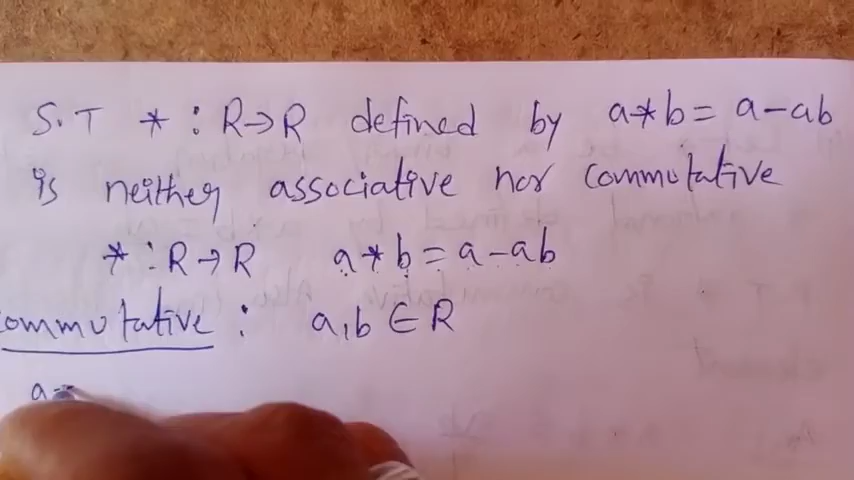 S.T * : R→R defined by a*b = a-ab
is neither associative nor commutative
* : R→R a*b = a-ab
ommutative : a,b ∈ R
a